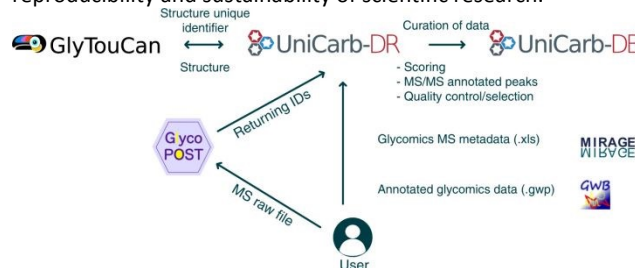 reproducibility and sustainability of scientific research.
Structure unique
identifier
Structure
GlyTouCan
UniCarb-DR
Curation of data
- Scoring
- MS/MS annotated peaks
- Quality control/selection
UniCarb-DB
Returning IDs
Glyco
POST
MS raw file
Glycomics MS metadata (.xls)
MIRAGE
MIRAGE
Annotated glycomics data (.gwp)
GWB
User